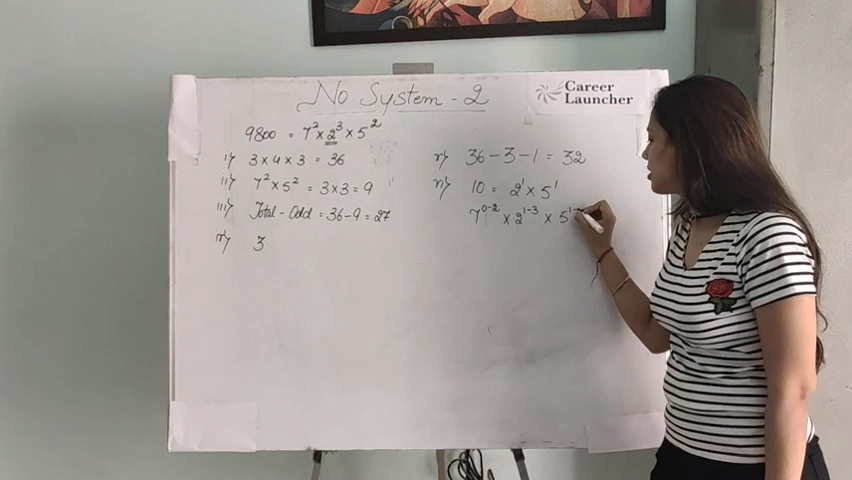 No System - 2
Career
Launcher
9800 = 7² × 2³ × 5²
i) 3 × 4 × 3 = 36
ii) 7² × 5² = 3 × 3 = 9
iii) Total - Odd = 36 - 9 = 27
iv) 3
v) 36 - 3 - 1 = 32
vi) 10 = 2¹ × 5¹
7⁰⁻² × 2¹⁻³ × 5¹⁻